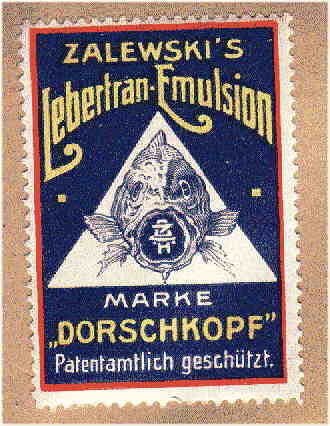 ZALEWSKI'S
Lebertran-Emulsion
MARKE
„DORSCHKOPF”
Patentamtlich geschützt.